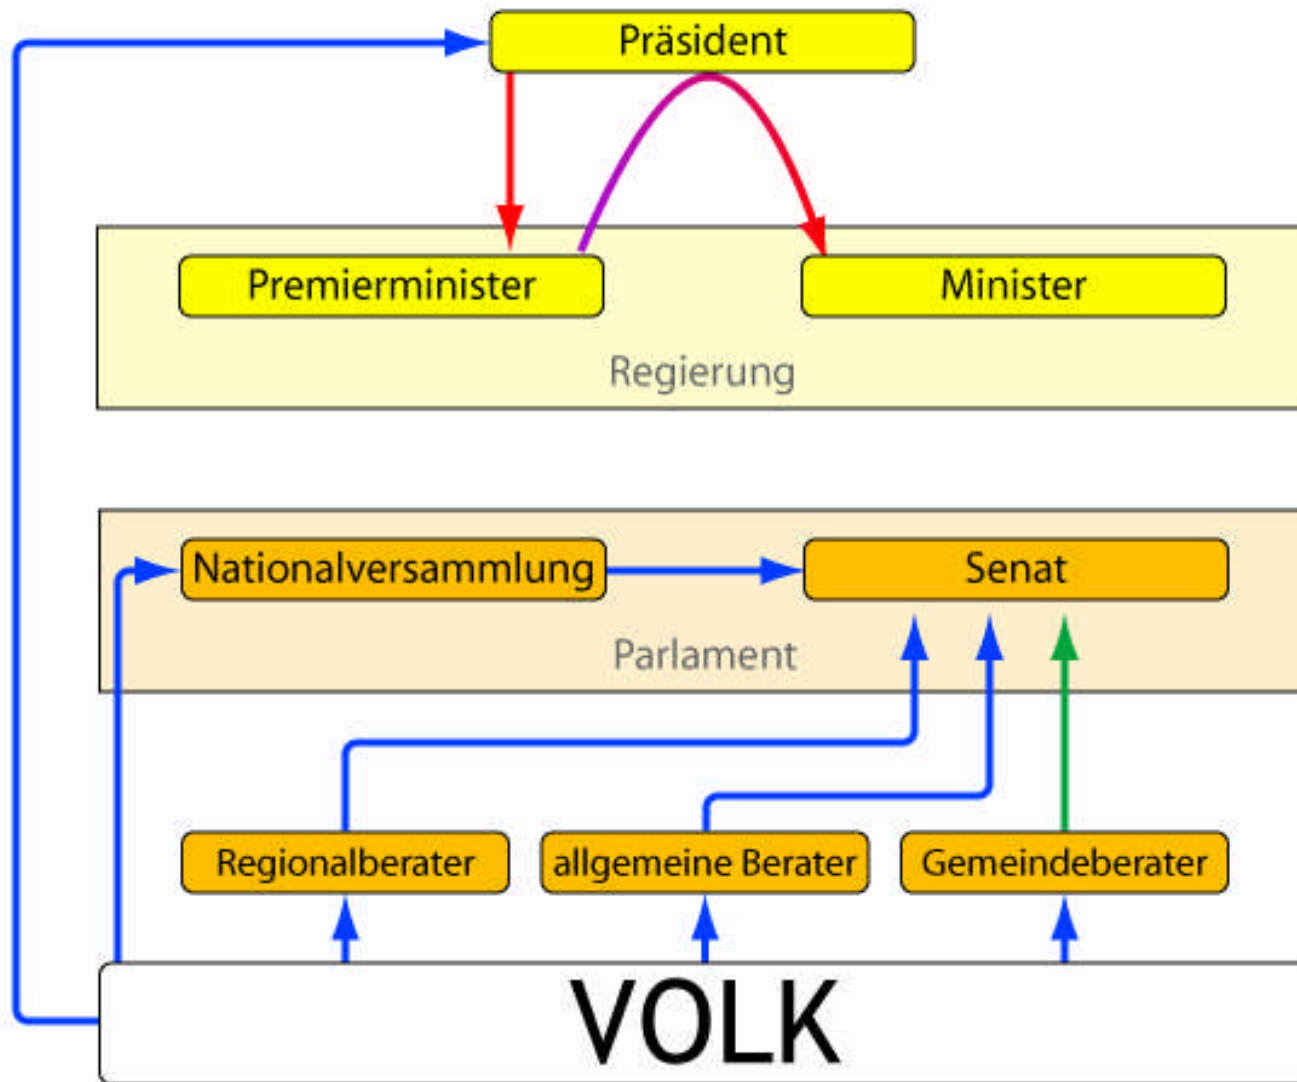 Präsident
Premierminister
Minister
Regierung
Nationalversammlung
Senat
Parlament
Regionalberater
allgemeine Berater
Gemeindeberater
VOLK